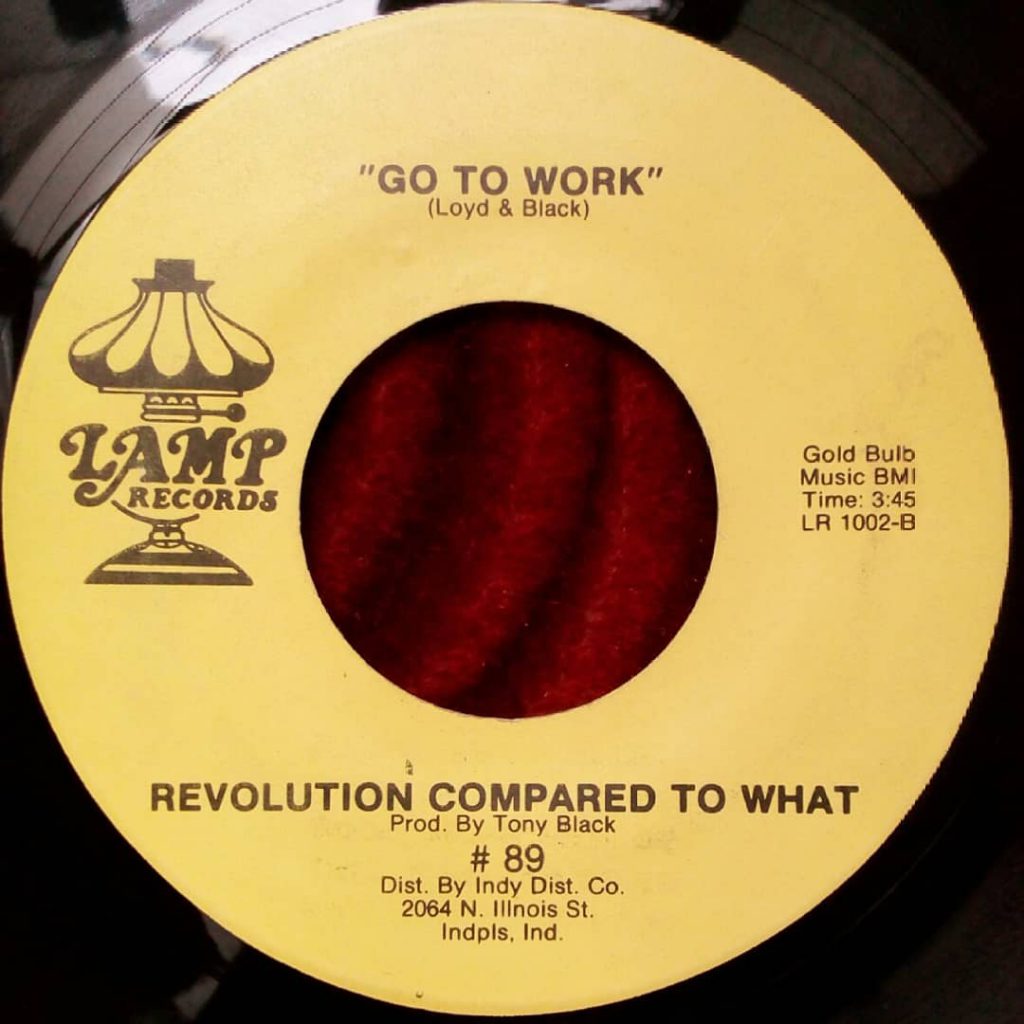 "GO TO WORK"
(Loyd & Black)
LAMP
RECORDS
Gold Bulb
Music BMI
Time: 3:45
LR 1002-B
REVOLUTION COMPARED TO WHAT
Prod. By Tony Black
# 89
Dist. By Indy Dist. Co.
2064 N. Illnois St.
Indpls, Ind.